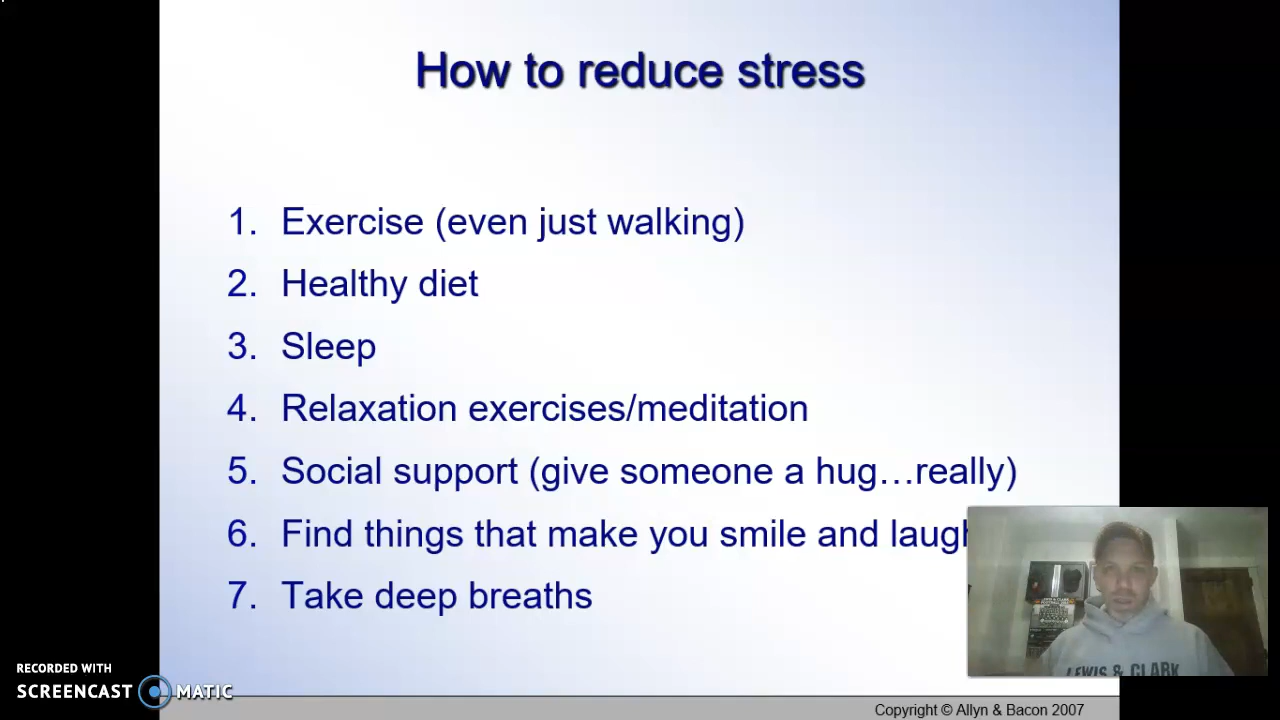 How to reduce stress
1. Exercise (even just walking)
2. Healthy diet
3. Sleep
4. Relaxation exercises/meditation
5. Social support (give someone a hug…really)
6. Find things that make you smile and laugh
7. Take deep breaths
LEWIS & CLARK
RECORDED WITH
SCREENCAST MATIC
Copyright © Allyn & Bacon 2007